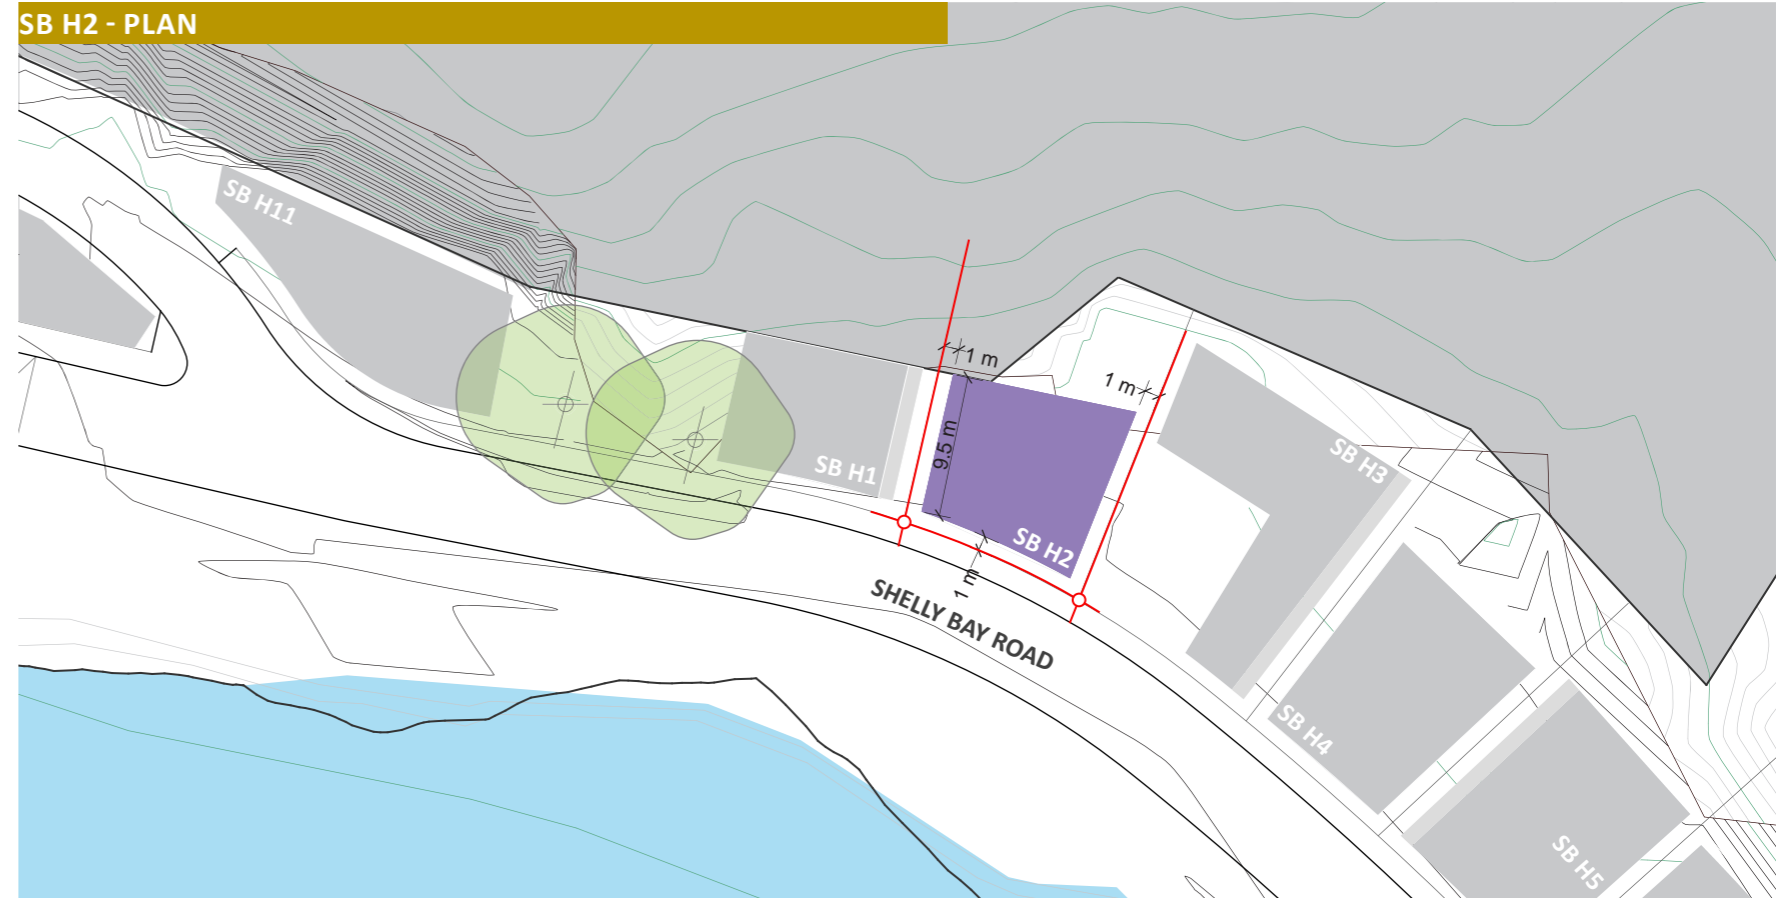 SB H2 - PLAN
SB H11
1 m
1 m
9.5 m
SB H1
SB H3
SB H2
1 m
SHELLY BAY ROAD
SB H4
SB H5